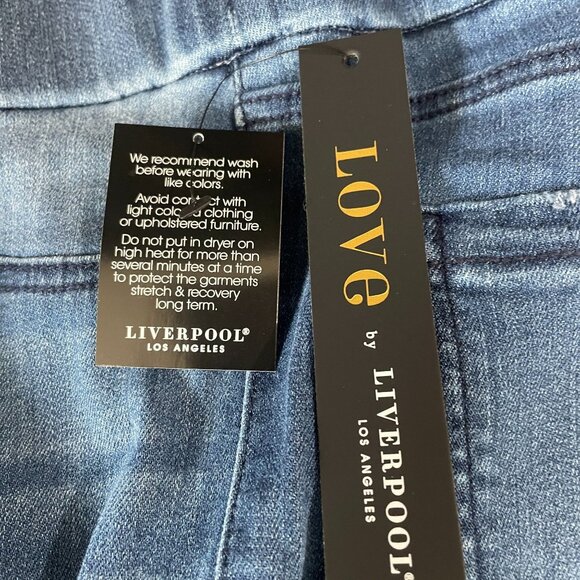 We recommend wash
before wearing with
like colors.
Avoid contact with
light colored clothing
or upholstered furniture.
Do not put in dryer on
high heat for more than
several minutes at a time
to protect the garments
stretch & recovery
long term.
LIVERPOOL®
LOS ANGELES
LOVE
by
LIVERPOOL®
LOS ANGELES